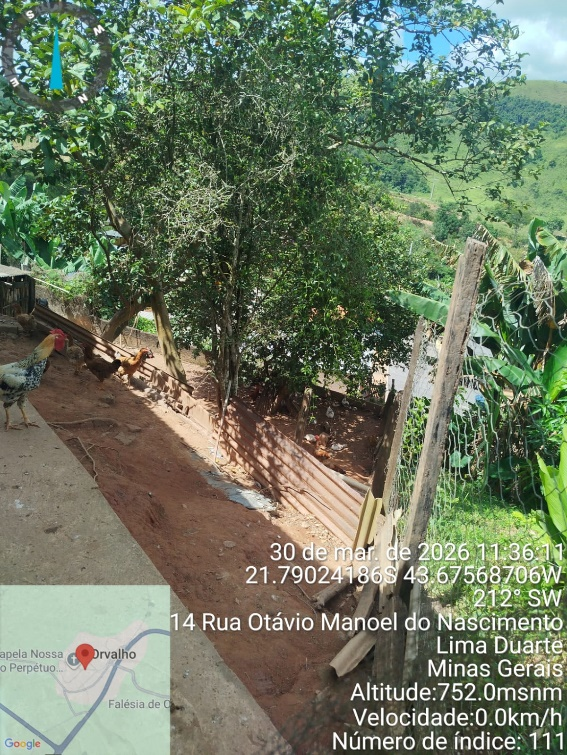 30 de mar. de 2026 11:36:11
21.79024186S 43.67568706W
212° SW
14 Rua Otávio Manoel do Nascimento
Lima Duarte
Minas Gerais
Altitude:752.0msnm
Velocidade:0.0km/h
Número de índice: 111
apela Nossa
o Perpétuo...
Orvalho
Falésia de C
Google